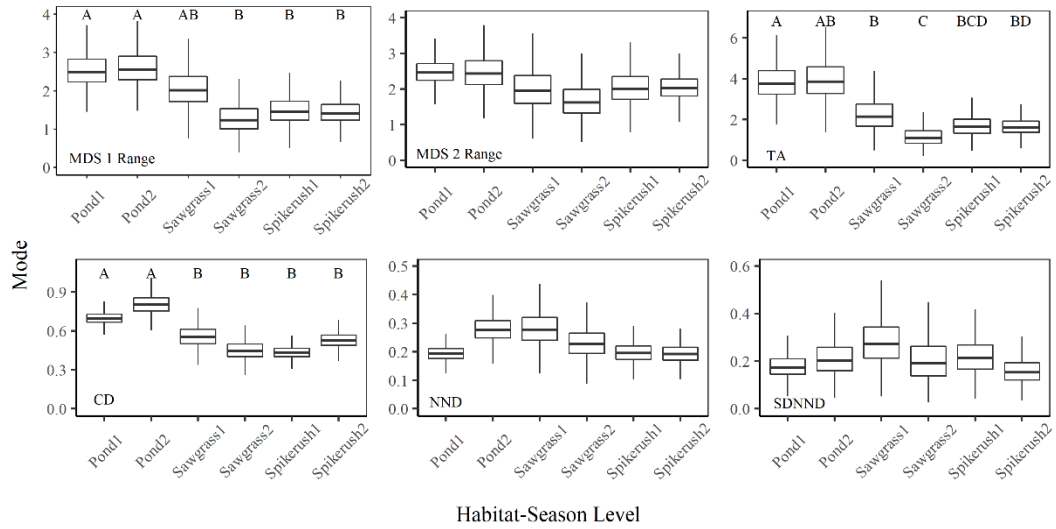 A A AB B B B
4
3
2
1
0
MDS 1 Range
Pond1 Pond2 Sawgrass1 Sawgrass2 Spikerush1 Spikerush2
4
3
2
1
0
MDS 2 Range
Pond1 Pond2 Sawgrass1 Sawgrass2 Spikerush1 Spikerush2
A AB B C BCD BD
6
4
2
0
TA
Pond1 Pond2 Sawgrass1 Sawgrass2 Spikerush1 Spikerush2
Mode
A A B B B B
0.9
0.6
0.3
0.0
CD
Pond1 Pond2 Sawgrass1 Sawgrass2 Spikerush1 Spikerush2
0.5
0.4
0.3
0.2
0.1
0.0
NND
Pond1 Pond2 Sawgrass1 Sawgrass2 Spikerush1 Spikerush2
0.6
0.4
0.2
0.0
SDNND
Pond1 Pond2 Sawgrass1 Sawgrass2 Spikerush1 Spikerush2
Habitat-Season Level